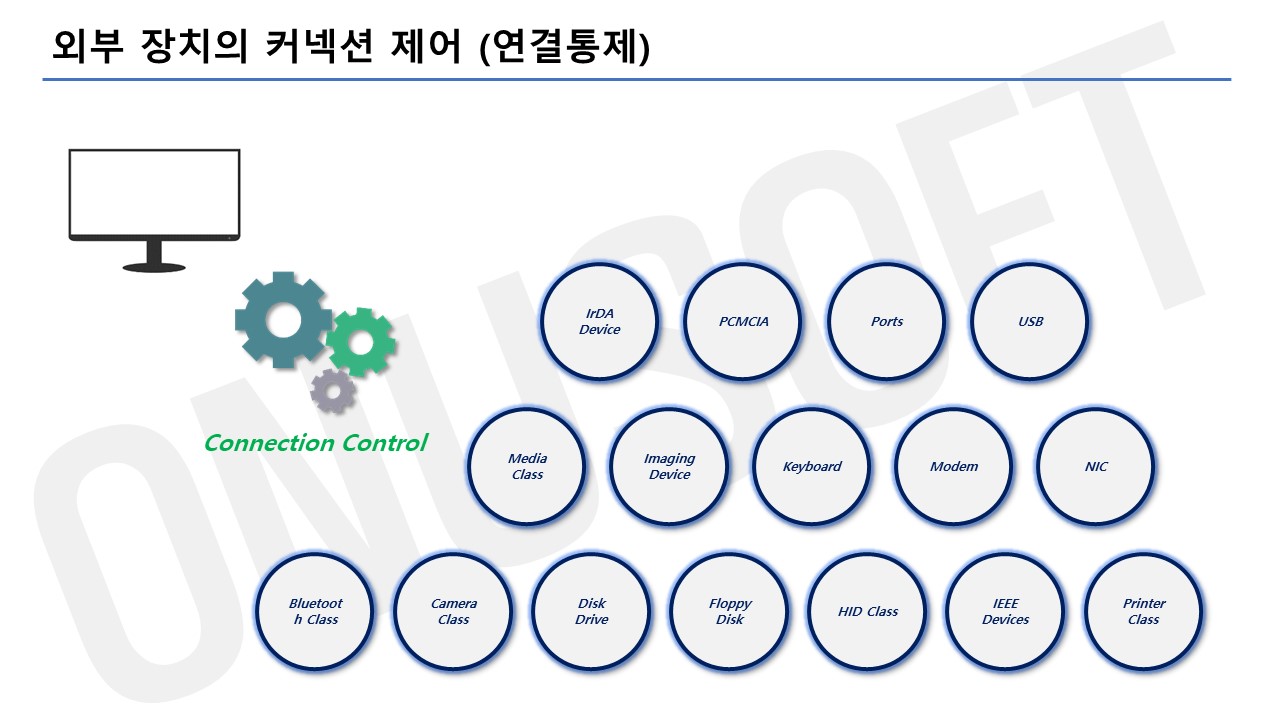 외부 장치의 커넥션 제어 (연결통제)
ONUSOFT
IrDA
Device
PCMCIA
Ports
USB
Connection Control
Media
Class
Imaging
Device
Keyboard
Modem
NIC
Bluetoot
h Class
Camera
Class
Disk
Drive
Floppy
Disk
HID Class
IEEE
Devices
Printer
Class